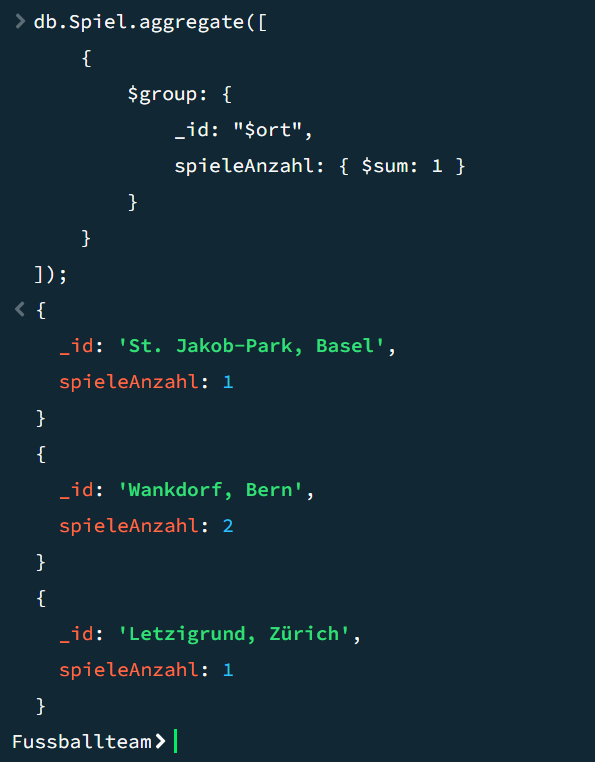 > db.Spiel.aggregate([
{
$group: {
_id: "$ort",
spieleAnzahl: { $sum: 1 }
}
}
]);
< {
_id: 'St. Jakob-Park, Basel',
spieleAnzahl: 1
}
{
_id: 'Wankdorf, Bern',
spieleAnzahl: 2
}
{
_id: 'Letzigrund, Zürich',
spieleAnzahl: 1
}
Fussballteam>